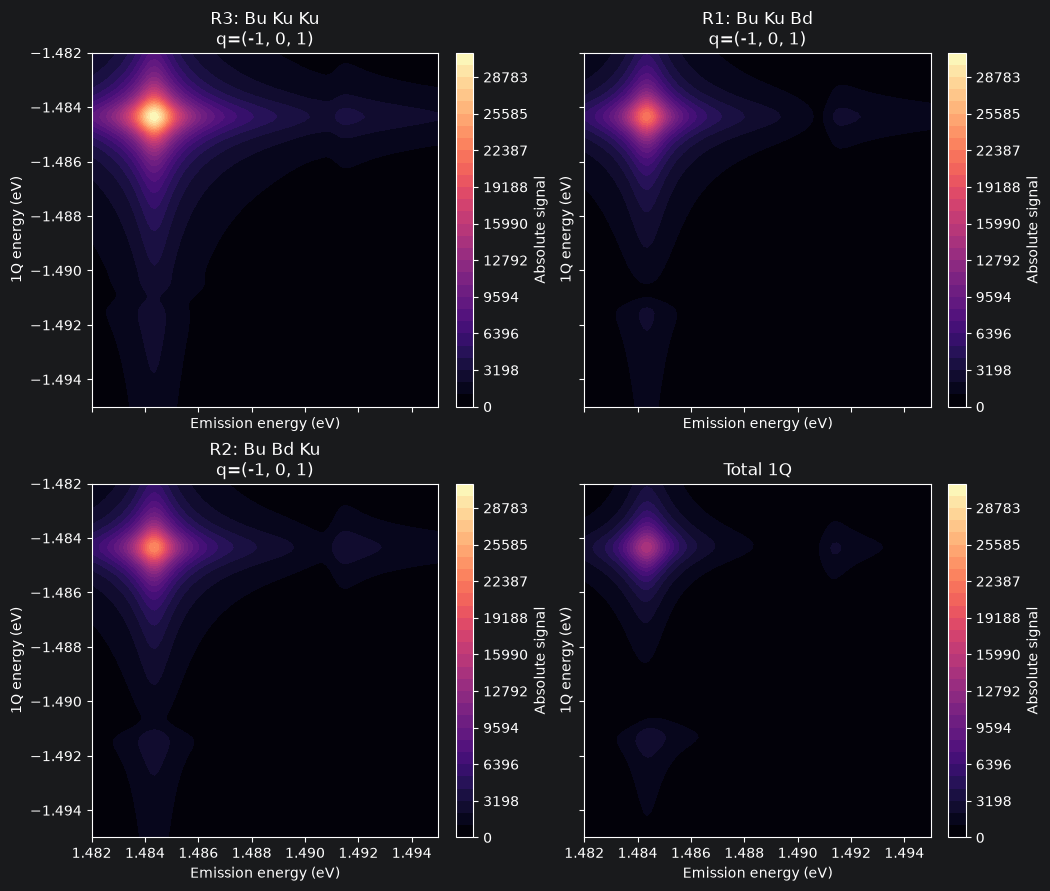 R3: Bu Ku Ku
q=(-1, 0, 1)
1Q energy (eV)
−1.482
−1.484
−1.486
−1.488
−1.490
−1.492
−1.494
Emission energy (eV)
28783
25585
22387
19188
15990
12792
9594
6396
3198
0
Absolute signal
R1: Bu Ku Bd
q=(-1, 0, 1)
1Q energy (eV)
Emission energy (eV)
28783
25585
22387
19188
15990
12792
9594
6396
3198
0
Absolute signal
R2: Bu Bd Ku
q=(-1, 0, 1)
1Q energy (eV)
−1.482
−1.484
−1.486
−1.488
−1.490
−1.492
−1.494
1.482 1.484 1.486 1.488 1.490 1.492 1.494
Emission energy (eV)
28783
25585
22387
19188
15990
12792
9594
6396
3198
0
Absolute signal
Total 1Q
1Q energy (eV)
1.482 1.484 1.486 1.488 1.490 1.492 1.494
Emission energy (eV)
28783
25585
22387
19188
15990
12792
9594
6396
3198
0
Absolute signal